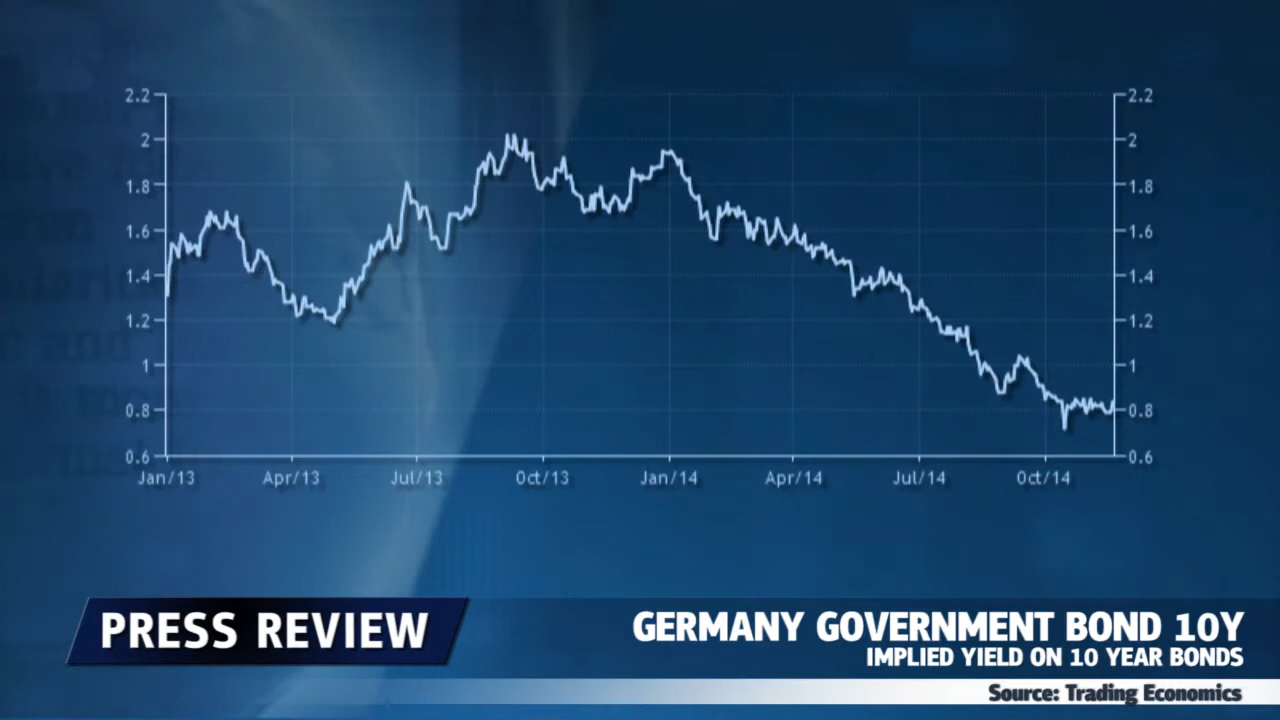 2.2 2.2
2 2
1.8 1.8
1.6 1.6
1.4 1.4
1.2 1.2
1 1
0.8 0.8
0.6 0.6
Jan/13 Apr/13 Jul/13 Oct/13 Jan/14 Apr/14 Jul/14 Oct/14
PRESS REVIEW
GERMANY GOVERNMENT BOND 10Y
IMPLIED YIELD ON 10 YEAR BONDS
Source: Trading Economics